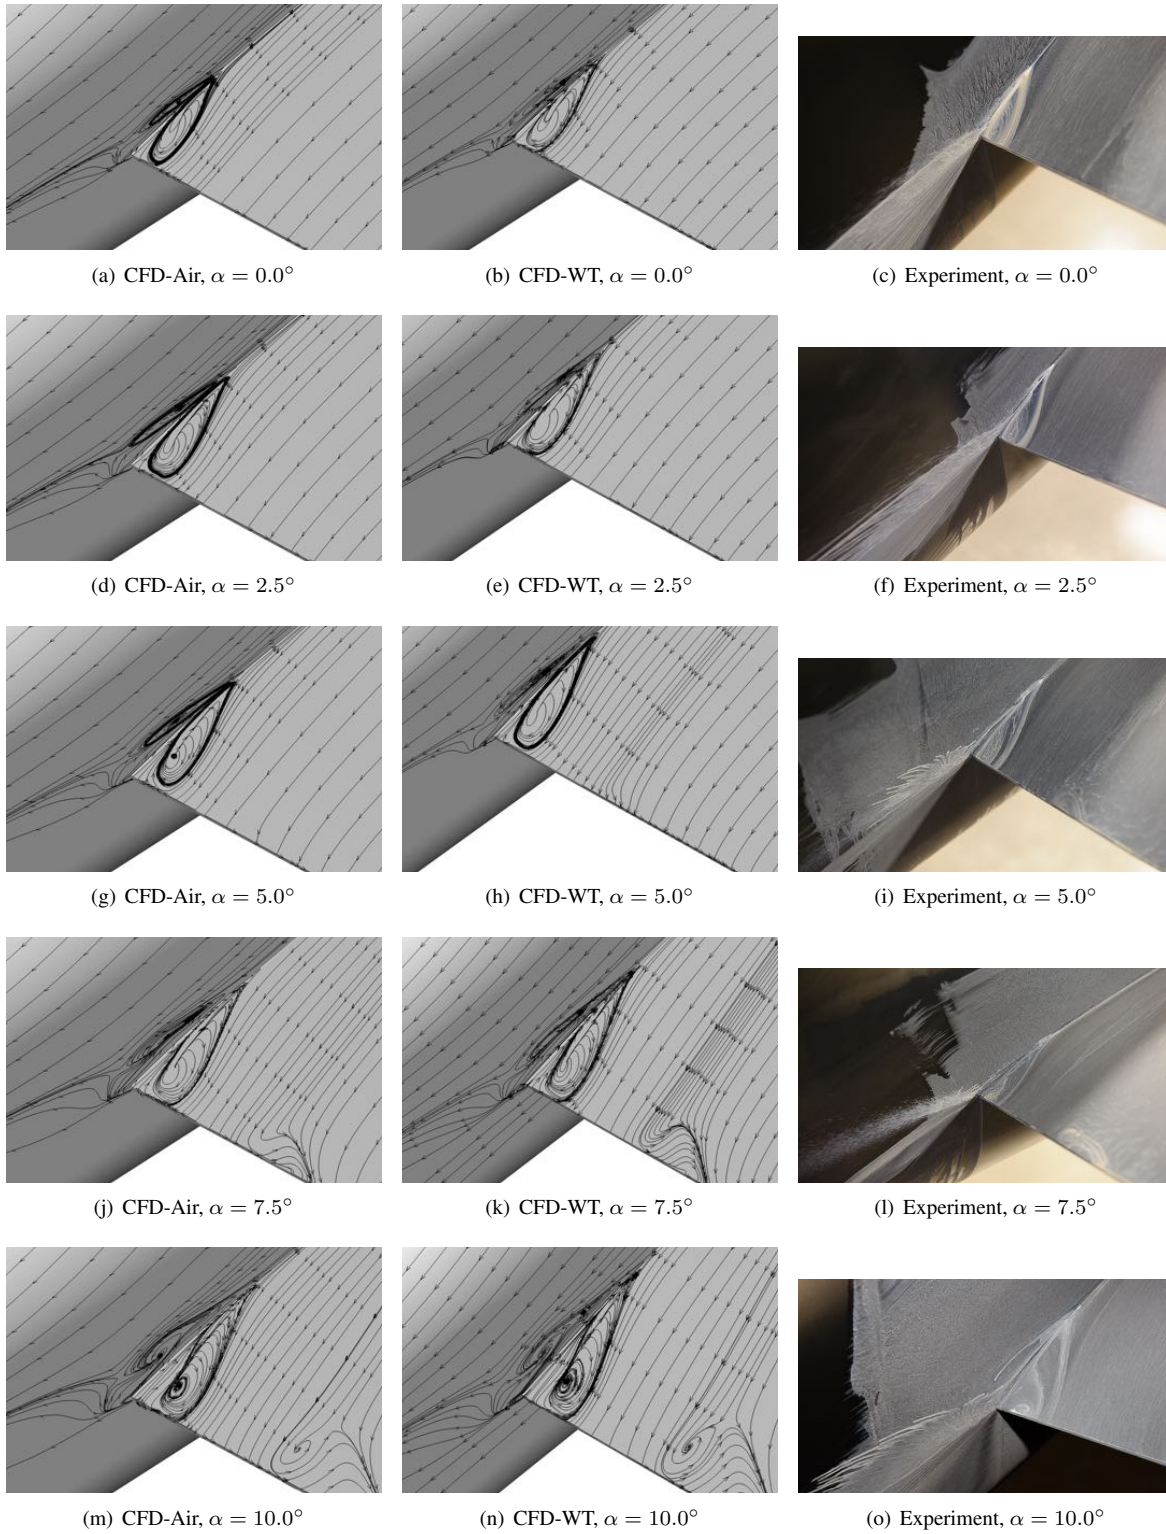 (a) CFD-Air, α = 0.0°
(b) CFD-WT, α = 0.0°
(c) Experiment, α = 0.0°
(d) CFD-Air, α = 2.5°
(e) CFD-WT, α = 2.5°
(f) Experiment, α = 2.5°
(g) CFD-Air, α = 5.0°
(h) CFD-WT, α = 5.0°
(i) Experiment, α = 5.0°
(j) CFD-Air, α = 7.5°
(k) CFD-WT, α = 7.5°
(l) Experiment, α = 7.5°
(m) CFD-Air, α = 10.0°
(n) CFD-WT, α = 10.0°
(o) Experiment, α = 10.0°